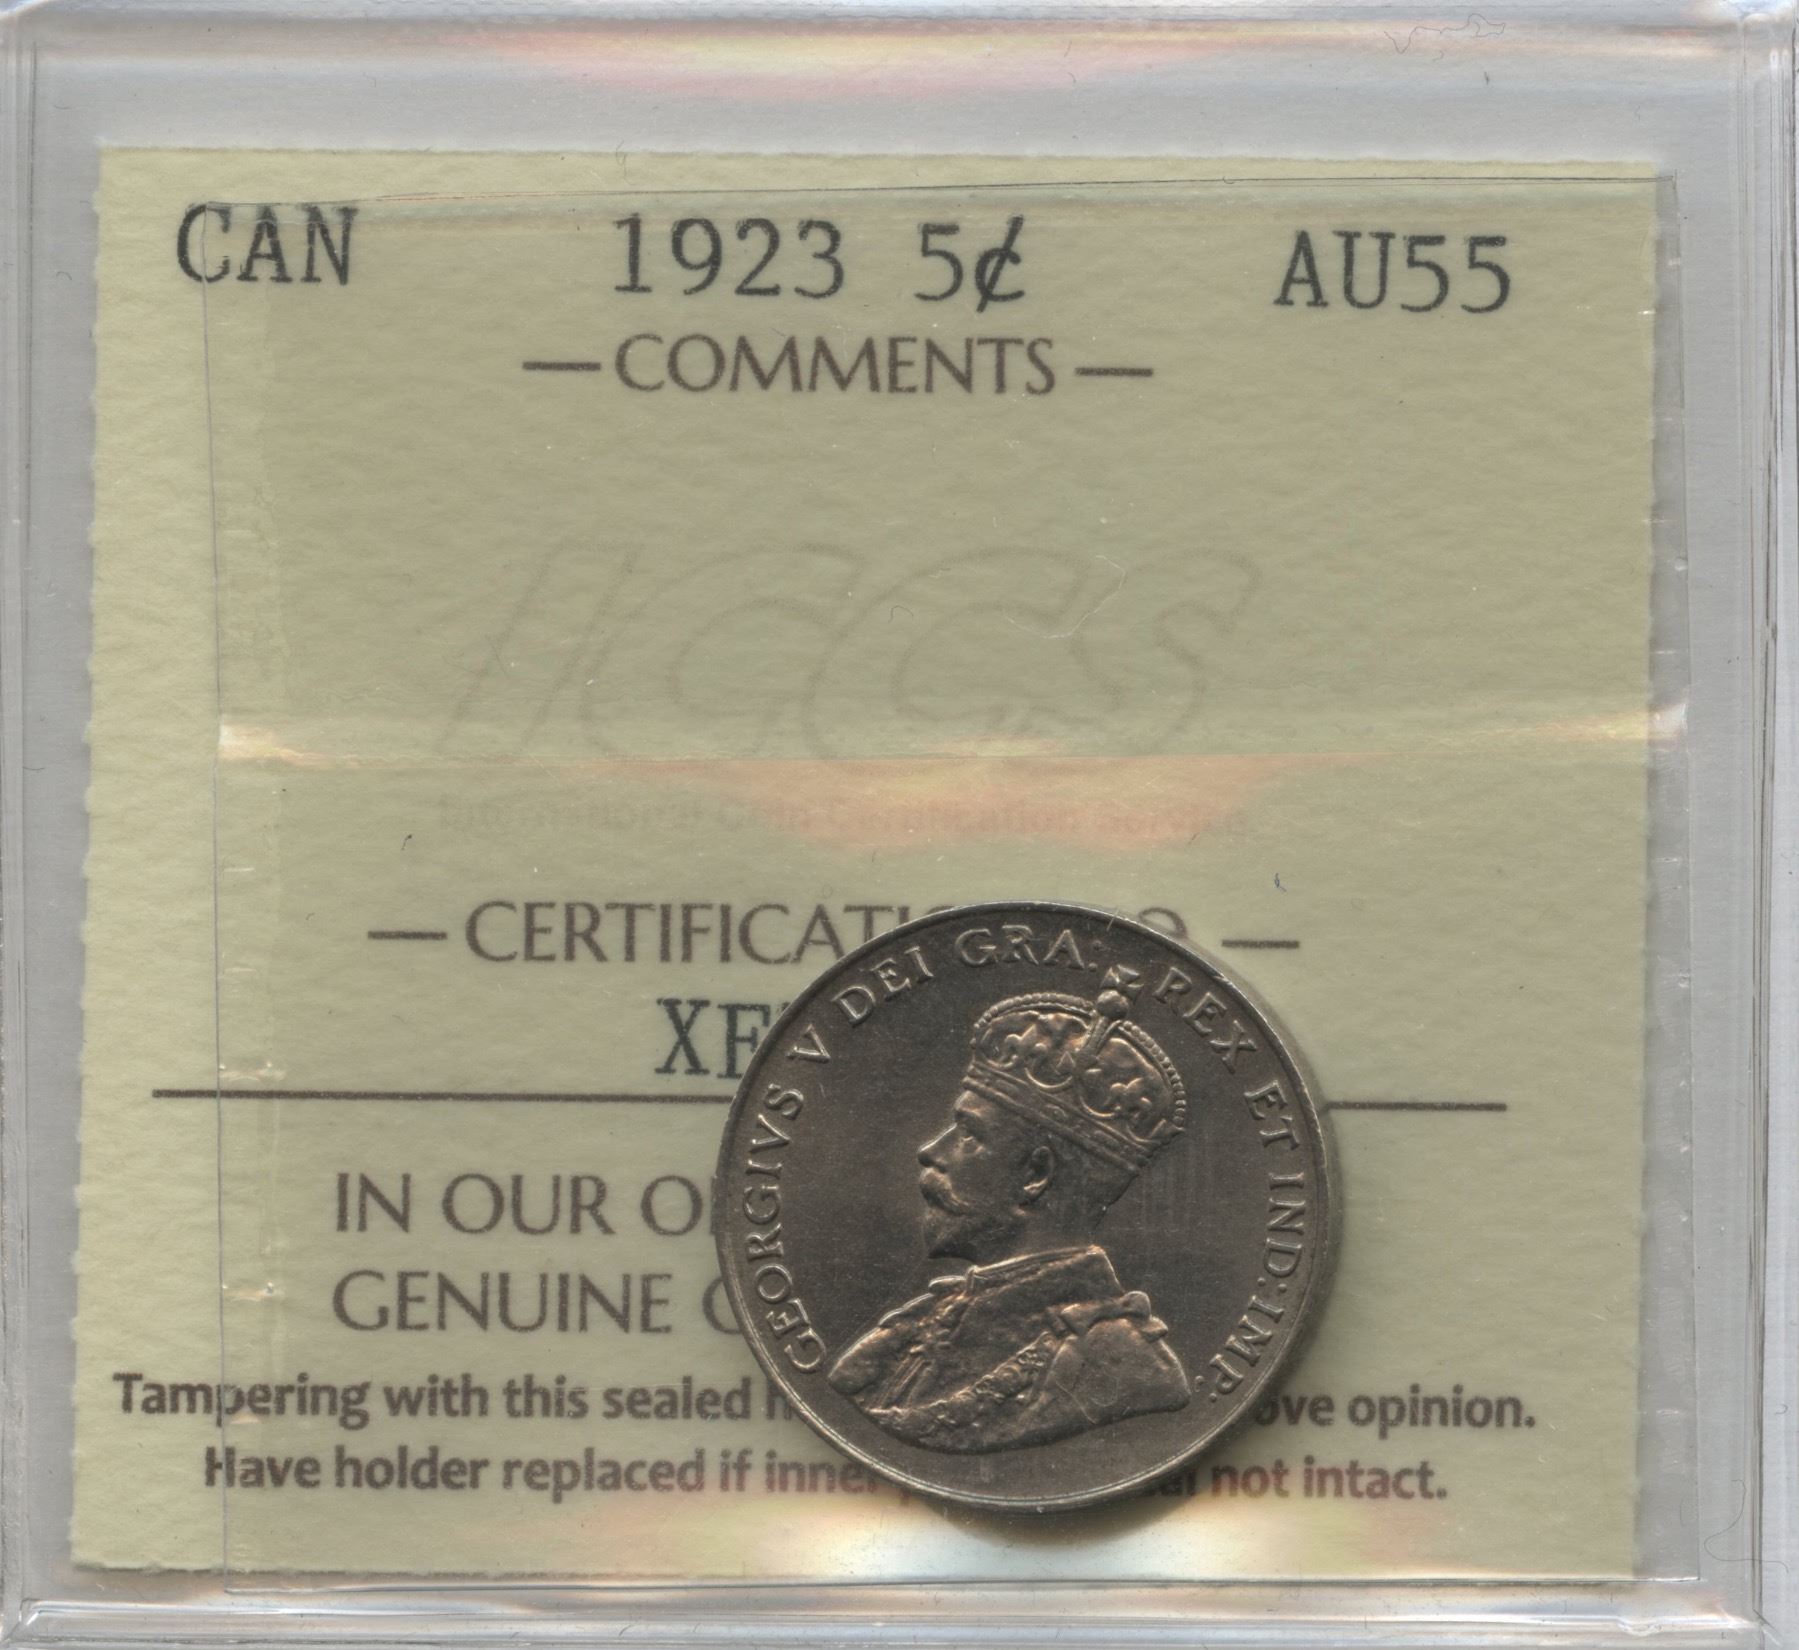 CAN 1923 5¢ AU55
— COMMENTS —
ICCS
— CERTIFICATI
XF
IN OUR O
GENUINE
Tampering with this sealed ove opinion.
Have holder replaced if inne not intact.
GEORGIVS V DEI GRA: REX ET IND: IMP: